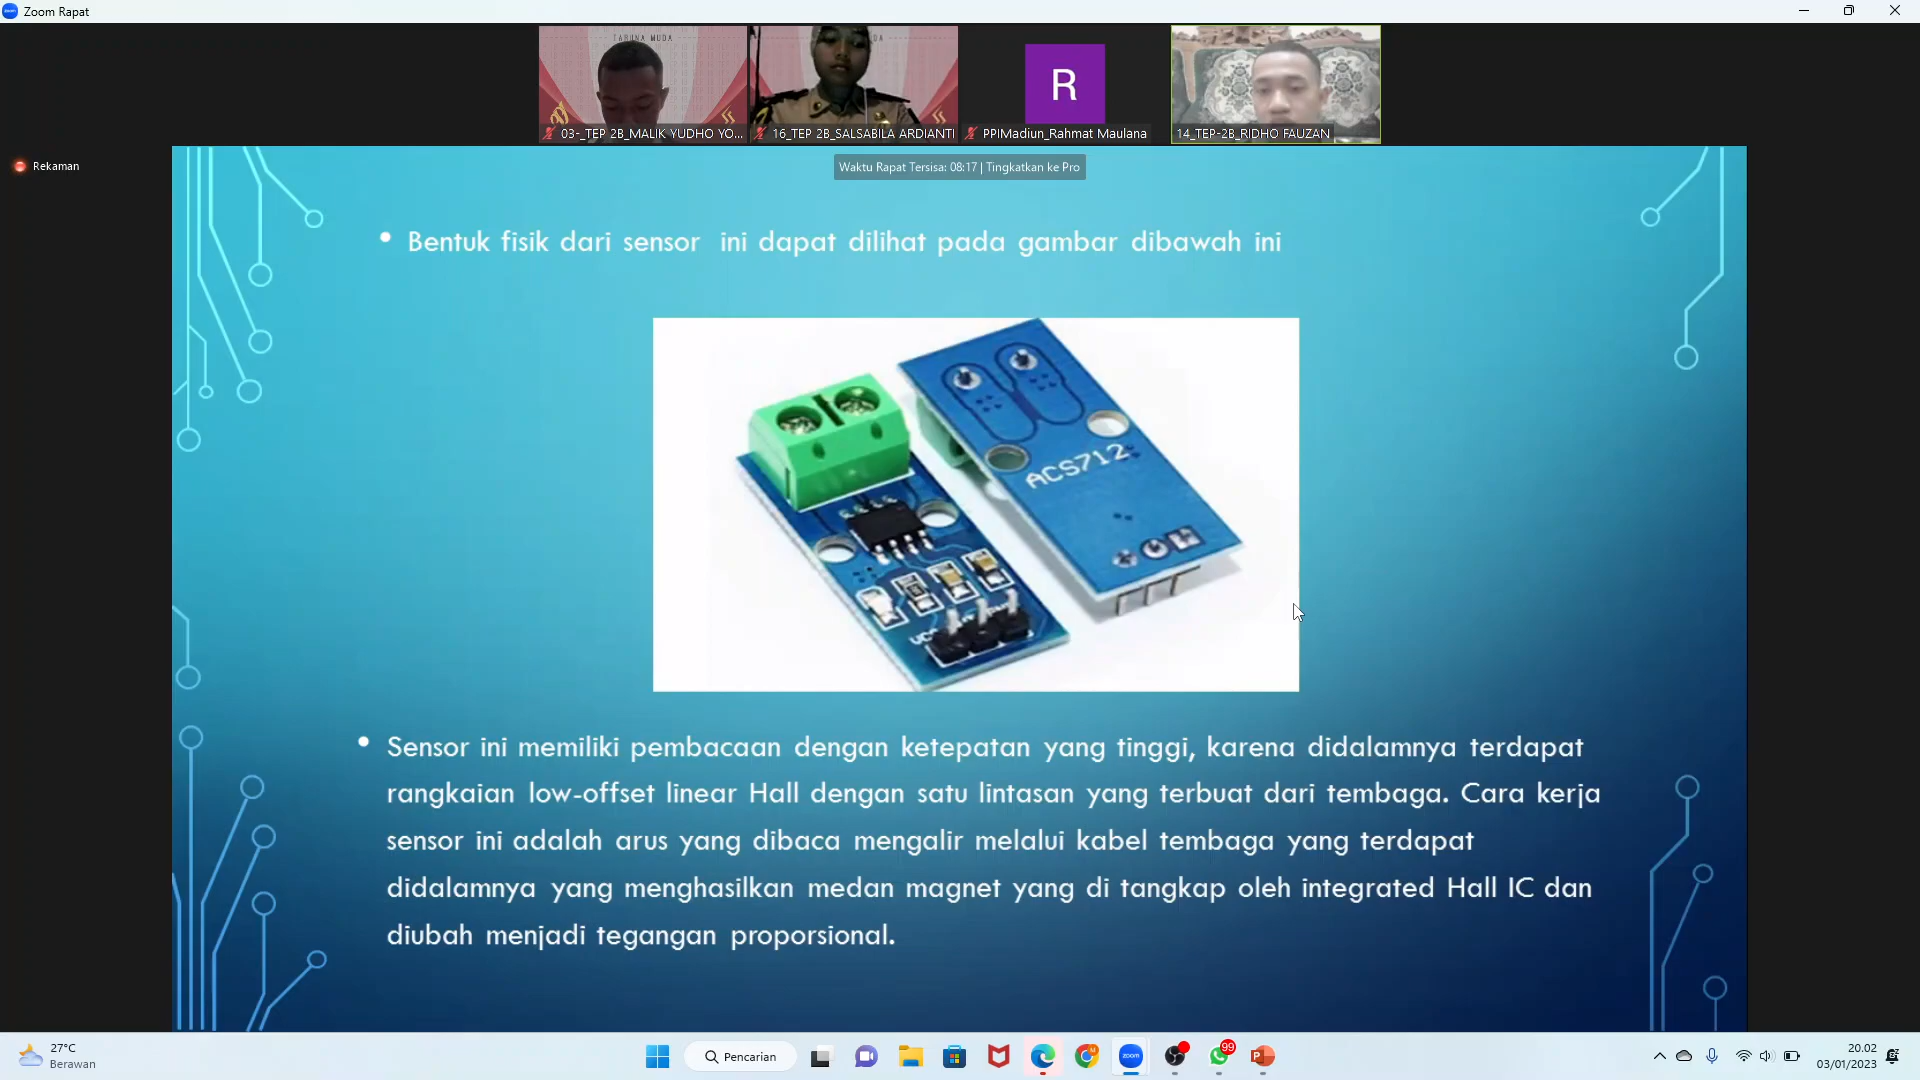 Zoom Rapat
TARUNA MUDA
03-_TEP 2B_MALIK YUDHO YO...
16_TEP 2B_SALSABILA ARDIANTI
R
PPIMadiun_Rahmat Maulana
14_TEP-2B_RIDHO FAUZAN
Rekaman
Waktu Rapat Tersisa: 08:17 | Tingkatkan ke Pro
• Bentuk fisik dari sensor ini dapat dilihat pada gambar dibawah ini
ACS712
• Sensor ini memiliki pembacaan dengan ketepatan yang tinggi, karena didalamnya terdapat
rangkaian low-offset linear Hall dengan satu lintasan yang terbuat dari tembaga. Cara kerja
sensor ini adalah arus yang dibaca mengalir melalui kabel tembaga yang terdapat
didalamnya yang menghasilkan medan magnet yang di tangkap oleh integrated Hall IC dan
diubah menjadi tegangan proporsional.
27°C
Berawan
Pencarian
zoom
99
20.02
03/01/2023